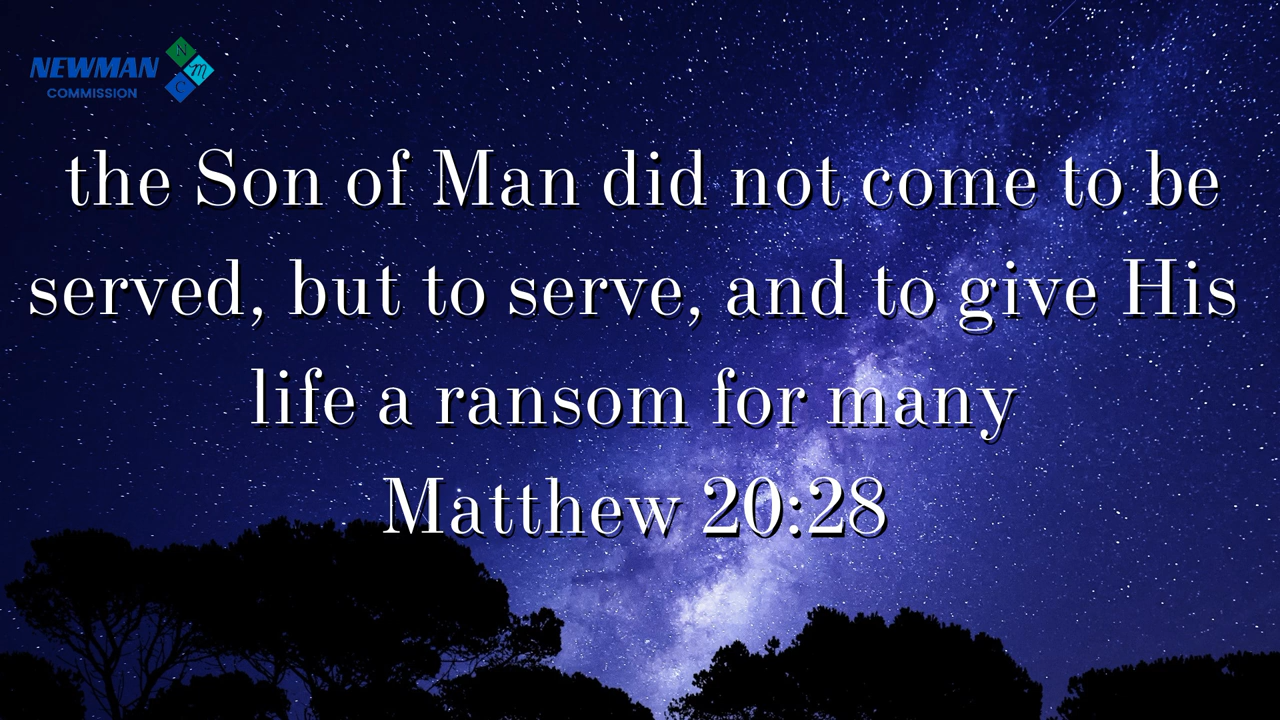 NEWMAN
COMMISSION
N
m
C
the Son of Man did not come to be
served, but to serve, and to give His
life a ransom for many
Matthew 20:28